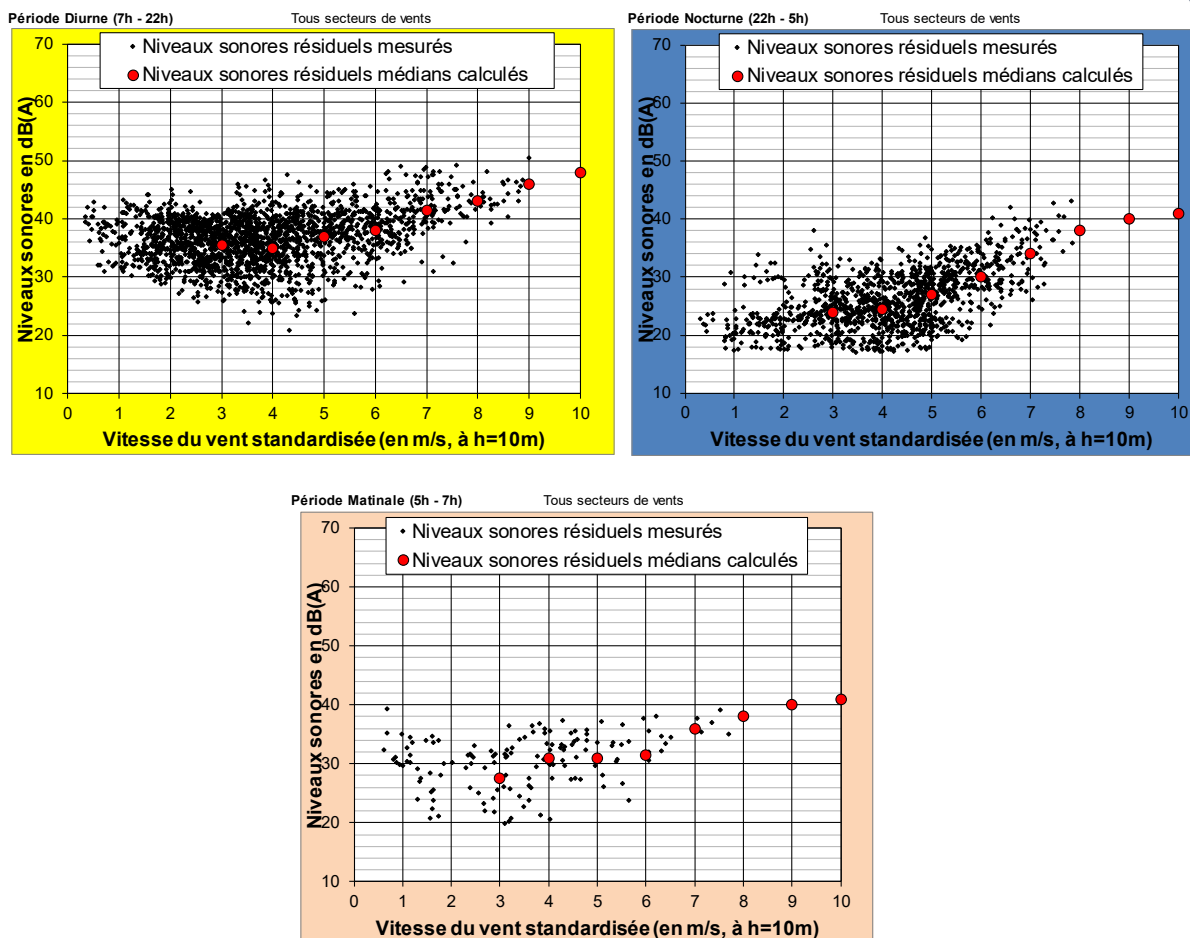 Période Diurne (7h - 22h) Tous secteurs de vents
70
60
50
40
30
20
10
Niveaux sonores en dB(A)
Niveaux sonores résiduels mesurés
Niveaux sonores résiduels médians calculés
0 1 2 3 4 5 6 7 8 9 10
Vitesse du vent standardisée (en m/s, à h=10m)
Période Nocturne (22h - 5h) Tous secteurs de vents
70
60
50
40
30
20
10
Niveaux sonores en dB(A)
Niveaux sonores résiduels mesurés
Niveaux sonores résiduels médians calculés
0 1 2 3 4 5 6 7 8 9 10
Vitesse du vent standardisée (en m/s, à h=10m)
Période Matinale (5h - 7h) Tous secteurs de vents
70
60
50
40
30
20
10
Niveaux sonores en dB(A)
Niveaux sonores résiduels mesurés
Niveaux sonores résiduels médians calculés
0 1 2 3 4 5 6 7 8 9 10
Vitesse du vent standardisée (en m/s, à h=10m)